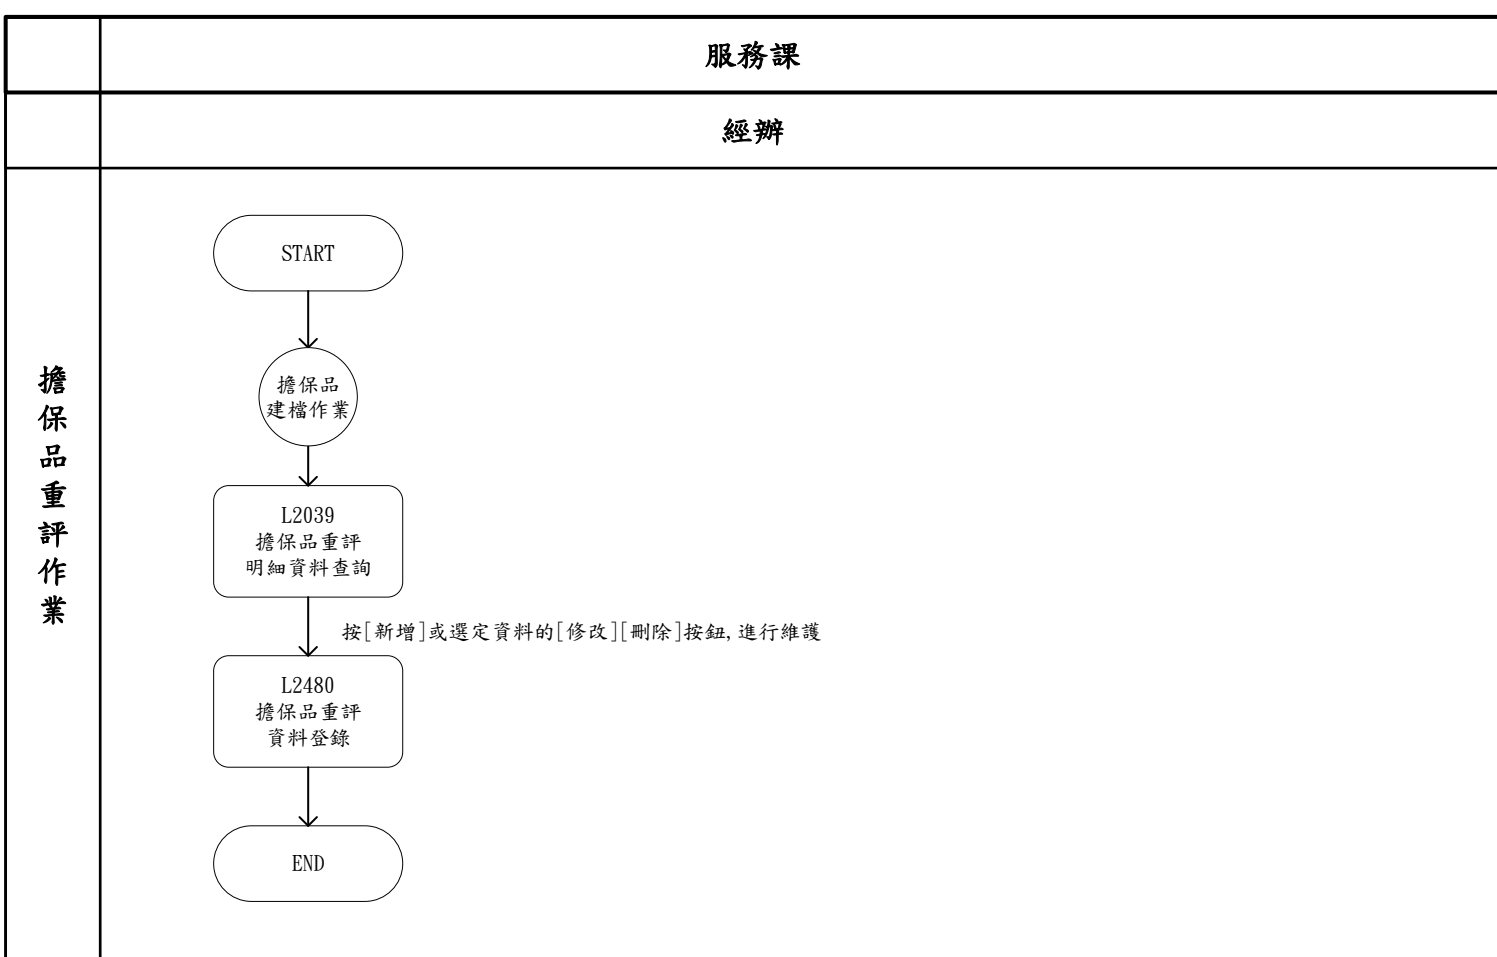 服務課
經辦
擔保品重評作業
START
擔保品
建檔作業
L2039
擔保品重評
明細資料查詢
按[新增]或選定資料的[修改][刪除]按鈕,進行維護
L2480
擔保品重評
資料登錄
END